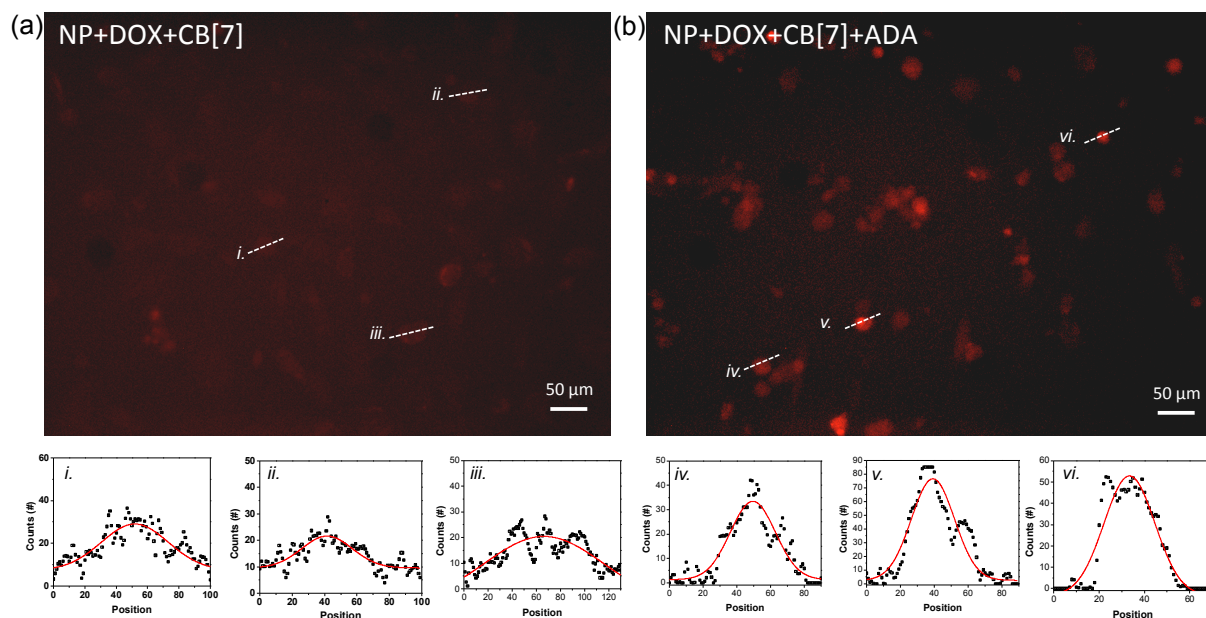 (a)
NP+DOX+CB[7]
ii.
i.
iii.
50 μm
(b)
NP+DOX+CB[7]+ADA
vi.
v.
iv.
50 μm
i.
Counts (#)
60
40
20
0
0 20 40 60 80 100
Position
ii.
Counts (#)
50
40
30
20
10
0
0 20 40 60 80 100
Position
iii.
Counts (#)
50
40
30
20
10
0
0 20 40 60 80 100 120
Position
iv.
Counts (#)
50
40
30
20
10
0
0 20 40 60 80
Position
v.
Counts (#)
90
80
70
60
50
40
30
20
10
0
0 20 40 60 80
Position
vi.
Counts (#)
60
50
40
30
20
10
0
0 20 40 60
Position